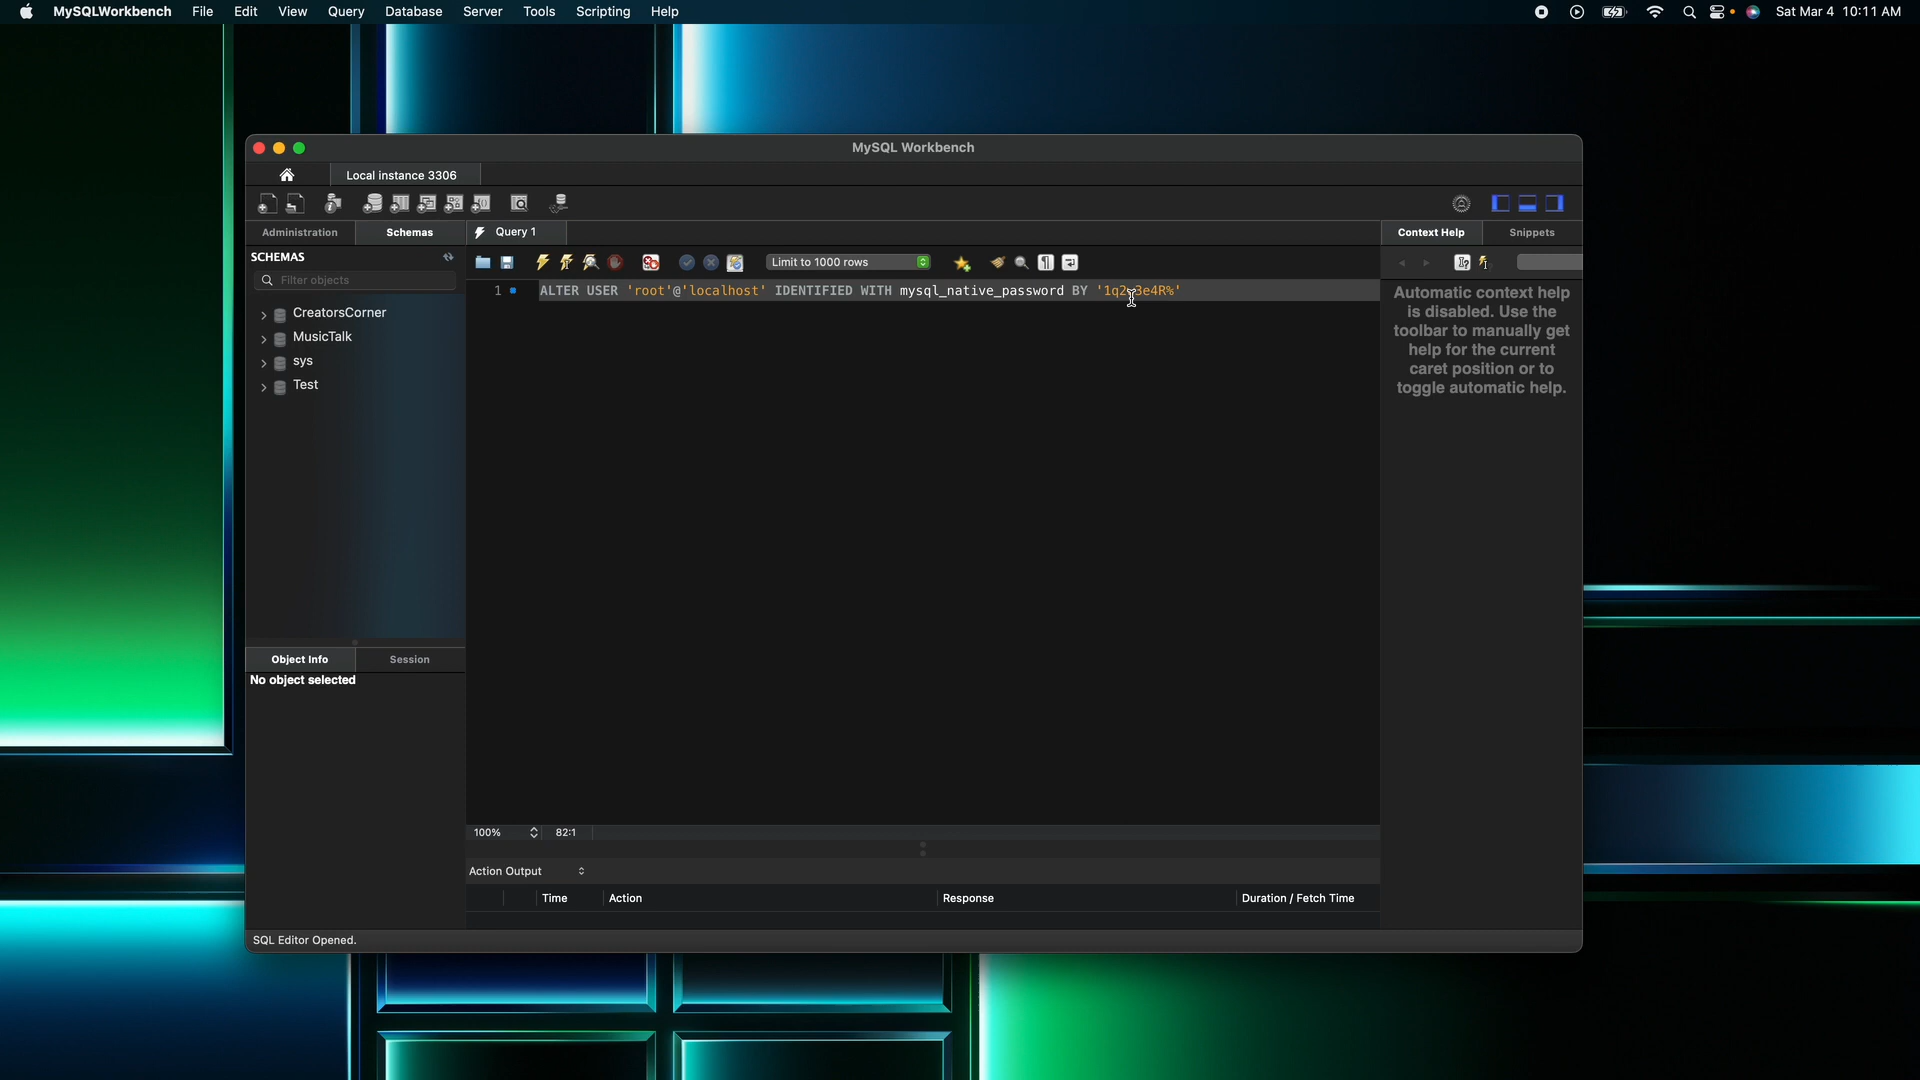 MySQLWorkbench File Edit View Query Database Server Tools Scripting Help Sat Mar 4 10:11 AM
MySQL Workbench
Local instance 3306
Administration Schemas Query 1 Context Help Snippets
SCHEMAS
Limit to 1000 rows
Filter objects
1 ALTER USER 'root'@'localhost' IDENTIFIED WITH mysql_native_password BY
CreatorsCorner
MusicTalk
sys
Test
Automatic context help
is disabled. Use the
toolbar to manually get
help for the current
caret position or to
toggle automatic help.
Object Info Session
No object selected
100% 82:1
Action Output
Time Action Response Duration / Fetch Time
SQL Editor Opened.